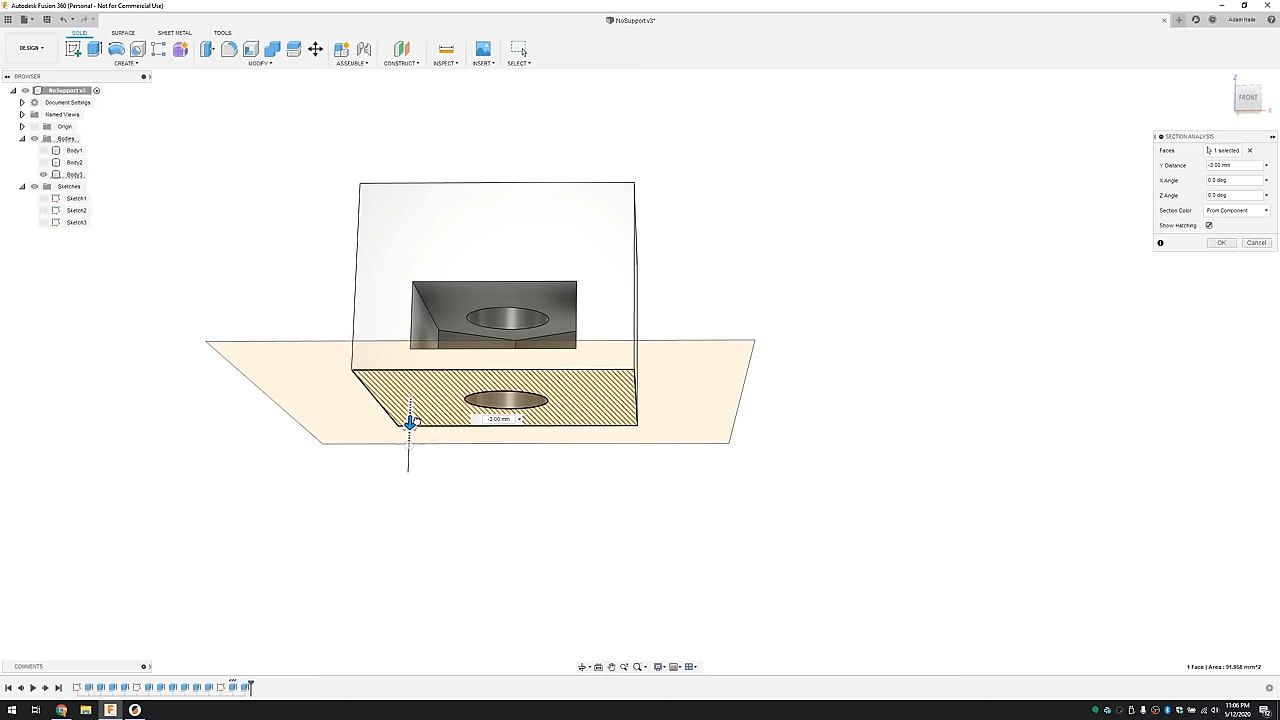 Autodesk Fusion 360 (Personal - Not for Commercial Use)
NoSupport v3*
Adam Haile
SOLID SURFACE SHEET METAL TOOLS
DESIGN
CREATE MODIFY ASSEMBLE CONSTRUCT INSPECT INSERT SELECT
BROWSER
NoSupport v3
Document Settings
Named Views
Origin
Bodies
Body1
Body2
Body3
Sketches
Sketch1
Sketch2
Sketch3
Z
FRONT
X
SECTION ANALYSIS
Faces 1 selected
Y Distance -3.00 mm
X Angle 0.0 deg
Z Angle 0.0 deg
Section Color From Component
Show Hatching
OK Cancel
-3.00 mm
COMMENTS
1 Face | Area : 91.958 mm^2
11:06 PM
5/12/2020